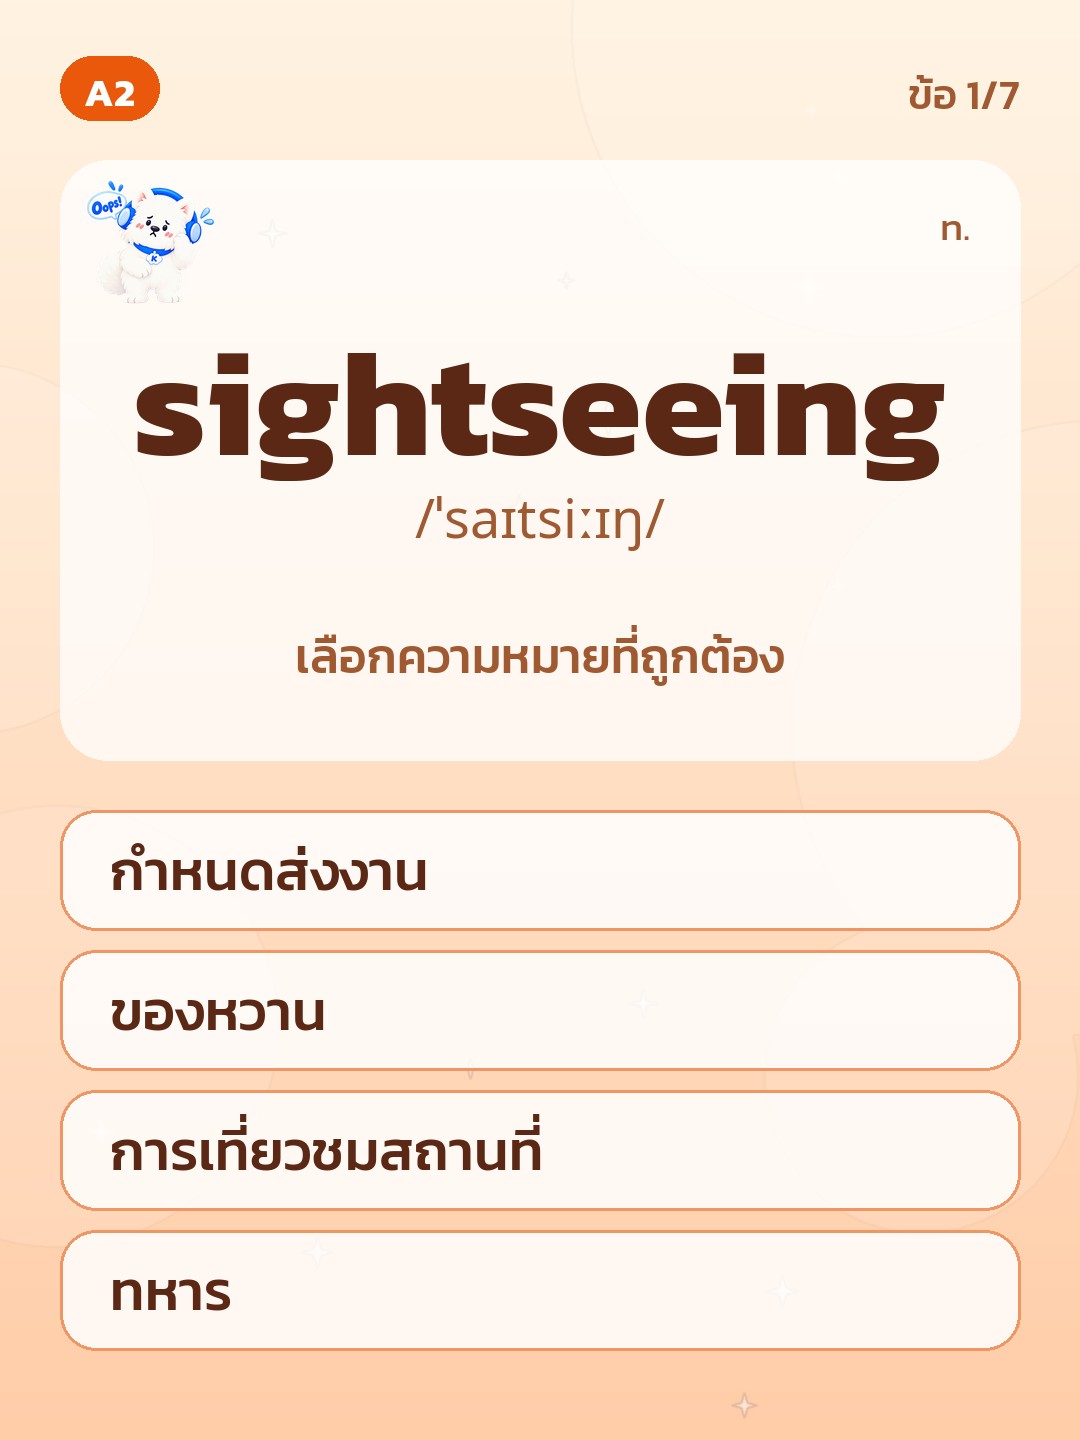 A2
ข้อ 1/7
Oops!
n.
K
sightseeing
/ˈsaɪtsiːɪŋ/
เลือกความหมายที่ถูกต้อง
กำหนดส่งงาน
ของหวาน
การเที่ยวชมสถานที่
ทหาร